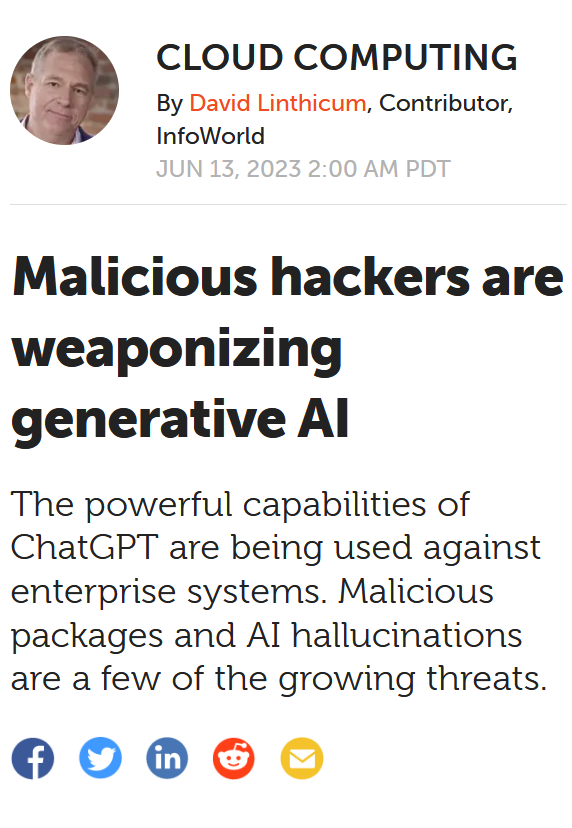 CLOUD COMPUTING
By David Linthicum, Contributor,
InfoWorld
JUN 13, 2023 2:00 AM PDT
Malicious hackers are
weaponizing
generative AI
The powerful capabilities of
ChatGPT are being used against
enterprise systems. Malicious
packages and AI hallucinations
are a few of the growing threats.
f
in